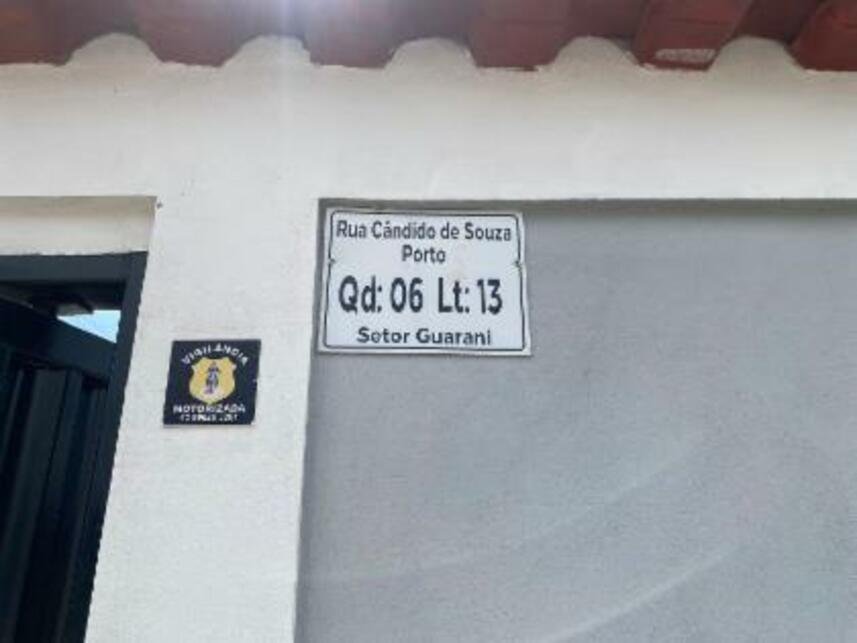 Rua Cândido de Souza
Porto
Qd: 06 Lt: 13
Setor Guarani
VIGILÂNCIA
MOTORIZADA